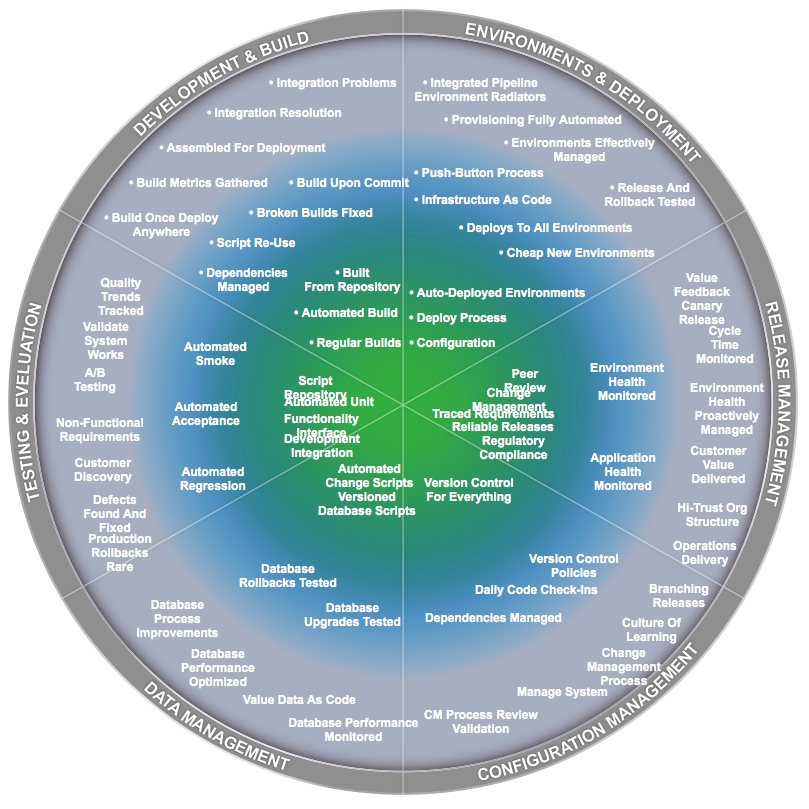 DEVELOPMENT & BUILD
• Integration Problems
• Integration Resolution
• Assembled For Deployment
• Build Metrics Gathered
• Build Upon Commit
• Build Once Deploy
Anywhere
• Broken Builds Fixed
• Script Re-Use
• Dependencies
Managed
• Built
From Repository
• Automated Build
• Regular Builds
ENVIRONMENTS & DEPLOYMENT
• Integrated Pipeline
Environment Radiators
• Provisioning Fully Automated
• Environments Effectively
Managed
• Push-Button Process
• Release And
Rollback Tested
• Infrastructure As Code
• Deploys To All Environments
• Cheap New Environments
• Auto-Deployed Environments
• Deploy Process
• Configuration
RELEASE MANAGEMENT
Value
Feedback
Canary
Release
Cycle
Time
Monitored
Environment
Health
Proactively
Managed
Customer
Value
Delivered
Hi-Trust Org
Structure
Operations
Delivery
Environment
Health
Monitored
Application
Health
Monitored
Peer
Review
Change
Management
Traced Requirements
Reliable Releases
Regulatory
Compliance
CONFIGURATION MANAGEMENT
Version Control
For Everything
Version Control
Policies
Daily Code Check-Ins
Dependencies Managed
Branching
Releases
Culture Of
Learning
Change
Management
Process
Manage System
CM Process Review
Validation
DATA MANAGEMENT
Automated
Change Scripts
Versioned
Database Scripts
Database
Rollbacks Tested
Database
Upgrades Tested
Database
Process
Improvements
Database
Performance
Optimized
Value Data As Code
Database Performance
Monitored
TESTING & EVELUATION
Quality
Trends
Tracked
Validate
System
Works
A/B
Testing
Non-Functional
Requirements
Customer
Discovery
Defects
Found And
Fixed
Production
Rollbacks
Rare
Automated
Smoke
Automated
Acceptance
Automated
Regression
Script
Repository
Automated Unit
Functionality
Interface
Development
Integration